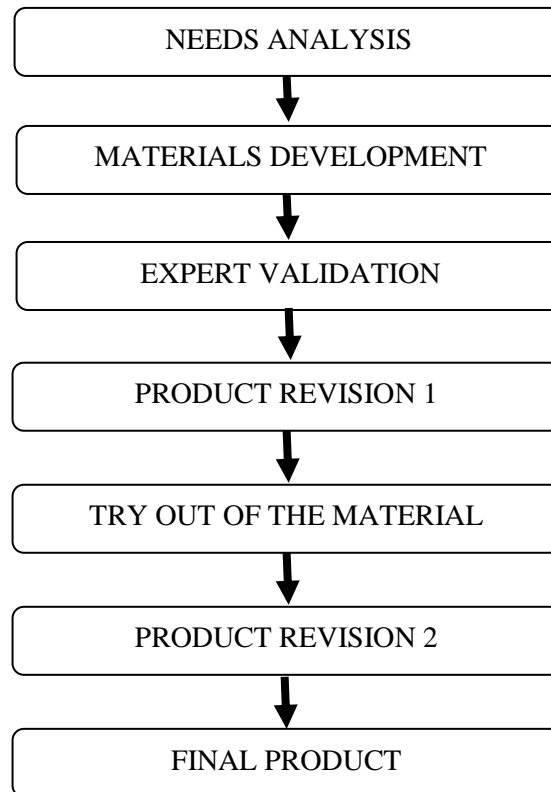 NEEDS ANALYSIS
MATERIALS DEVELOPMENT
EXPERT VALIDATION
PRODUCT REVISION 1
TRY OUT OF THE MATERIAL
PRODUCT REVISION 2
FINAL PRODUCT